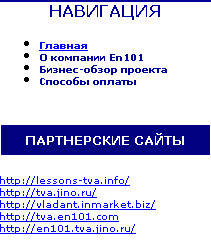 НАВИГАЦИЯ
Главная
О компании En101
Бизнес-обзор проекта
Способы оплаты
ПАРТНЕРСКИЕ САЙТЫ
http://lessons-tva.info/
http://tva.jino.ru/
http://vladant.inmarket.biz/
http://tva.en101.com
http://en101.tva.jino.ru/